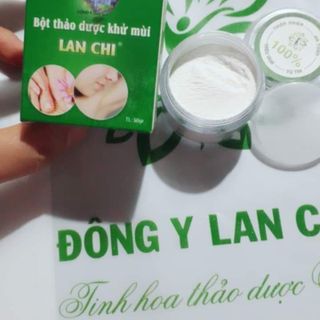 Bột thảo dược khử mùi
LAN CHI®
100%
ĐÔNG Y LAN C
Tinh hoa thảo dược